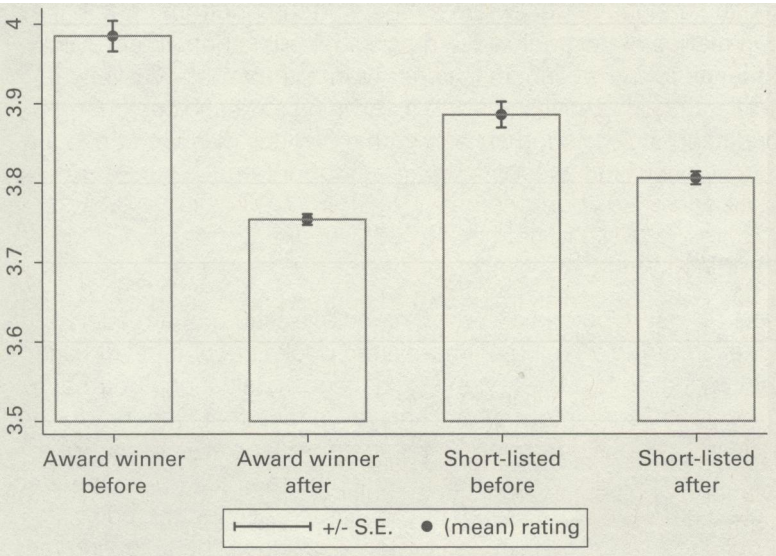 4
3.9
3.8
3.7
3.6
3.5
Award winner before
Award winner after
Short-listed before
Short-listed after
+/- S.E.
(mean) rating